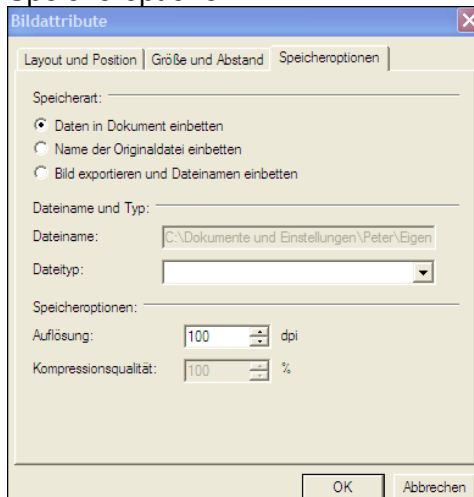 Bildattribute
Layout und Position Größe und Abstand Speicheroptionen
Speicherart:
Daten in Dokument einbetten
Name der Originaldatei einbetten
Bild exportieren und Dateinamen einbetten
Dateiname und Typ:
Dateiname: C:\Dokumente und Einstellungen\Peter\Eigen
Dateityp:
Speicheroptionen:
Auflösung: 100 dpi
Kompressionsqualität: 100 %
OK Abbrechen